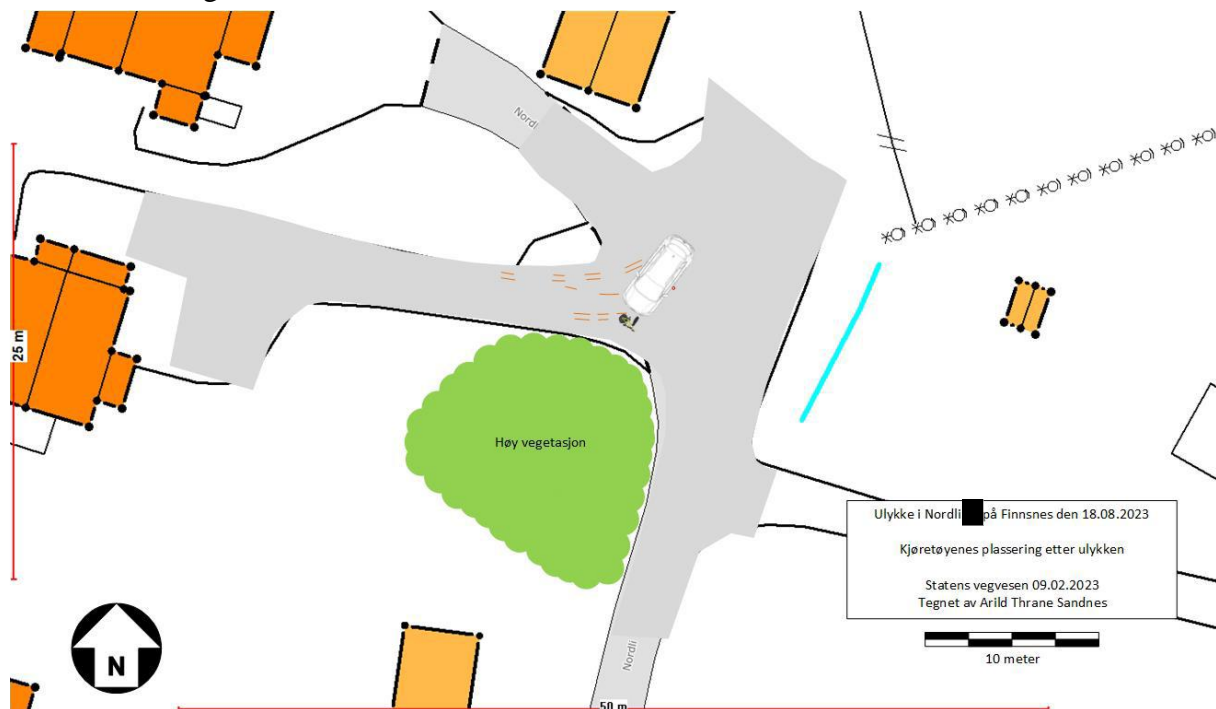 Nordli
25 m
Høy vegetasjon
Ulykke i Nordli på Finnsnes den 18.08.2023
Kjøretøyenes plassering etter ulykken
Statens vegvesen 09.02.2023
Tegnet av Arild Thrane Sandnes
10 meter
N
Nordli
50 m